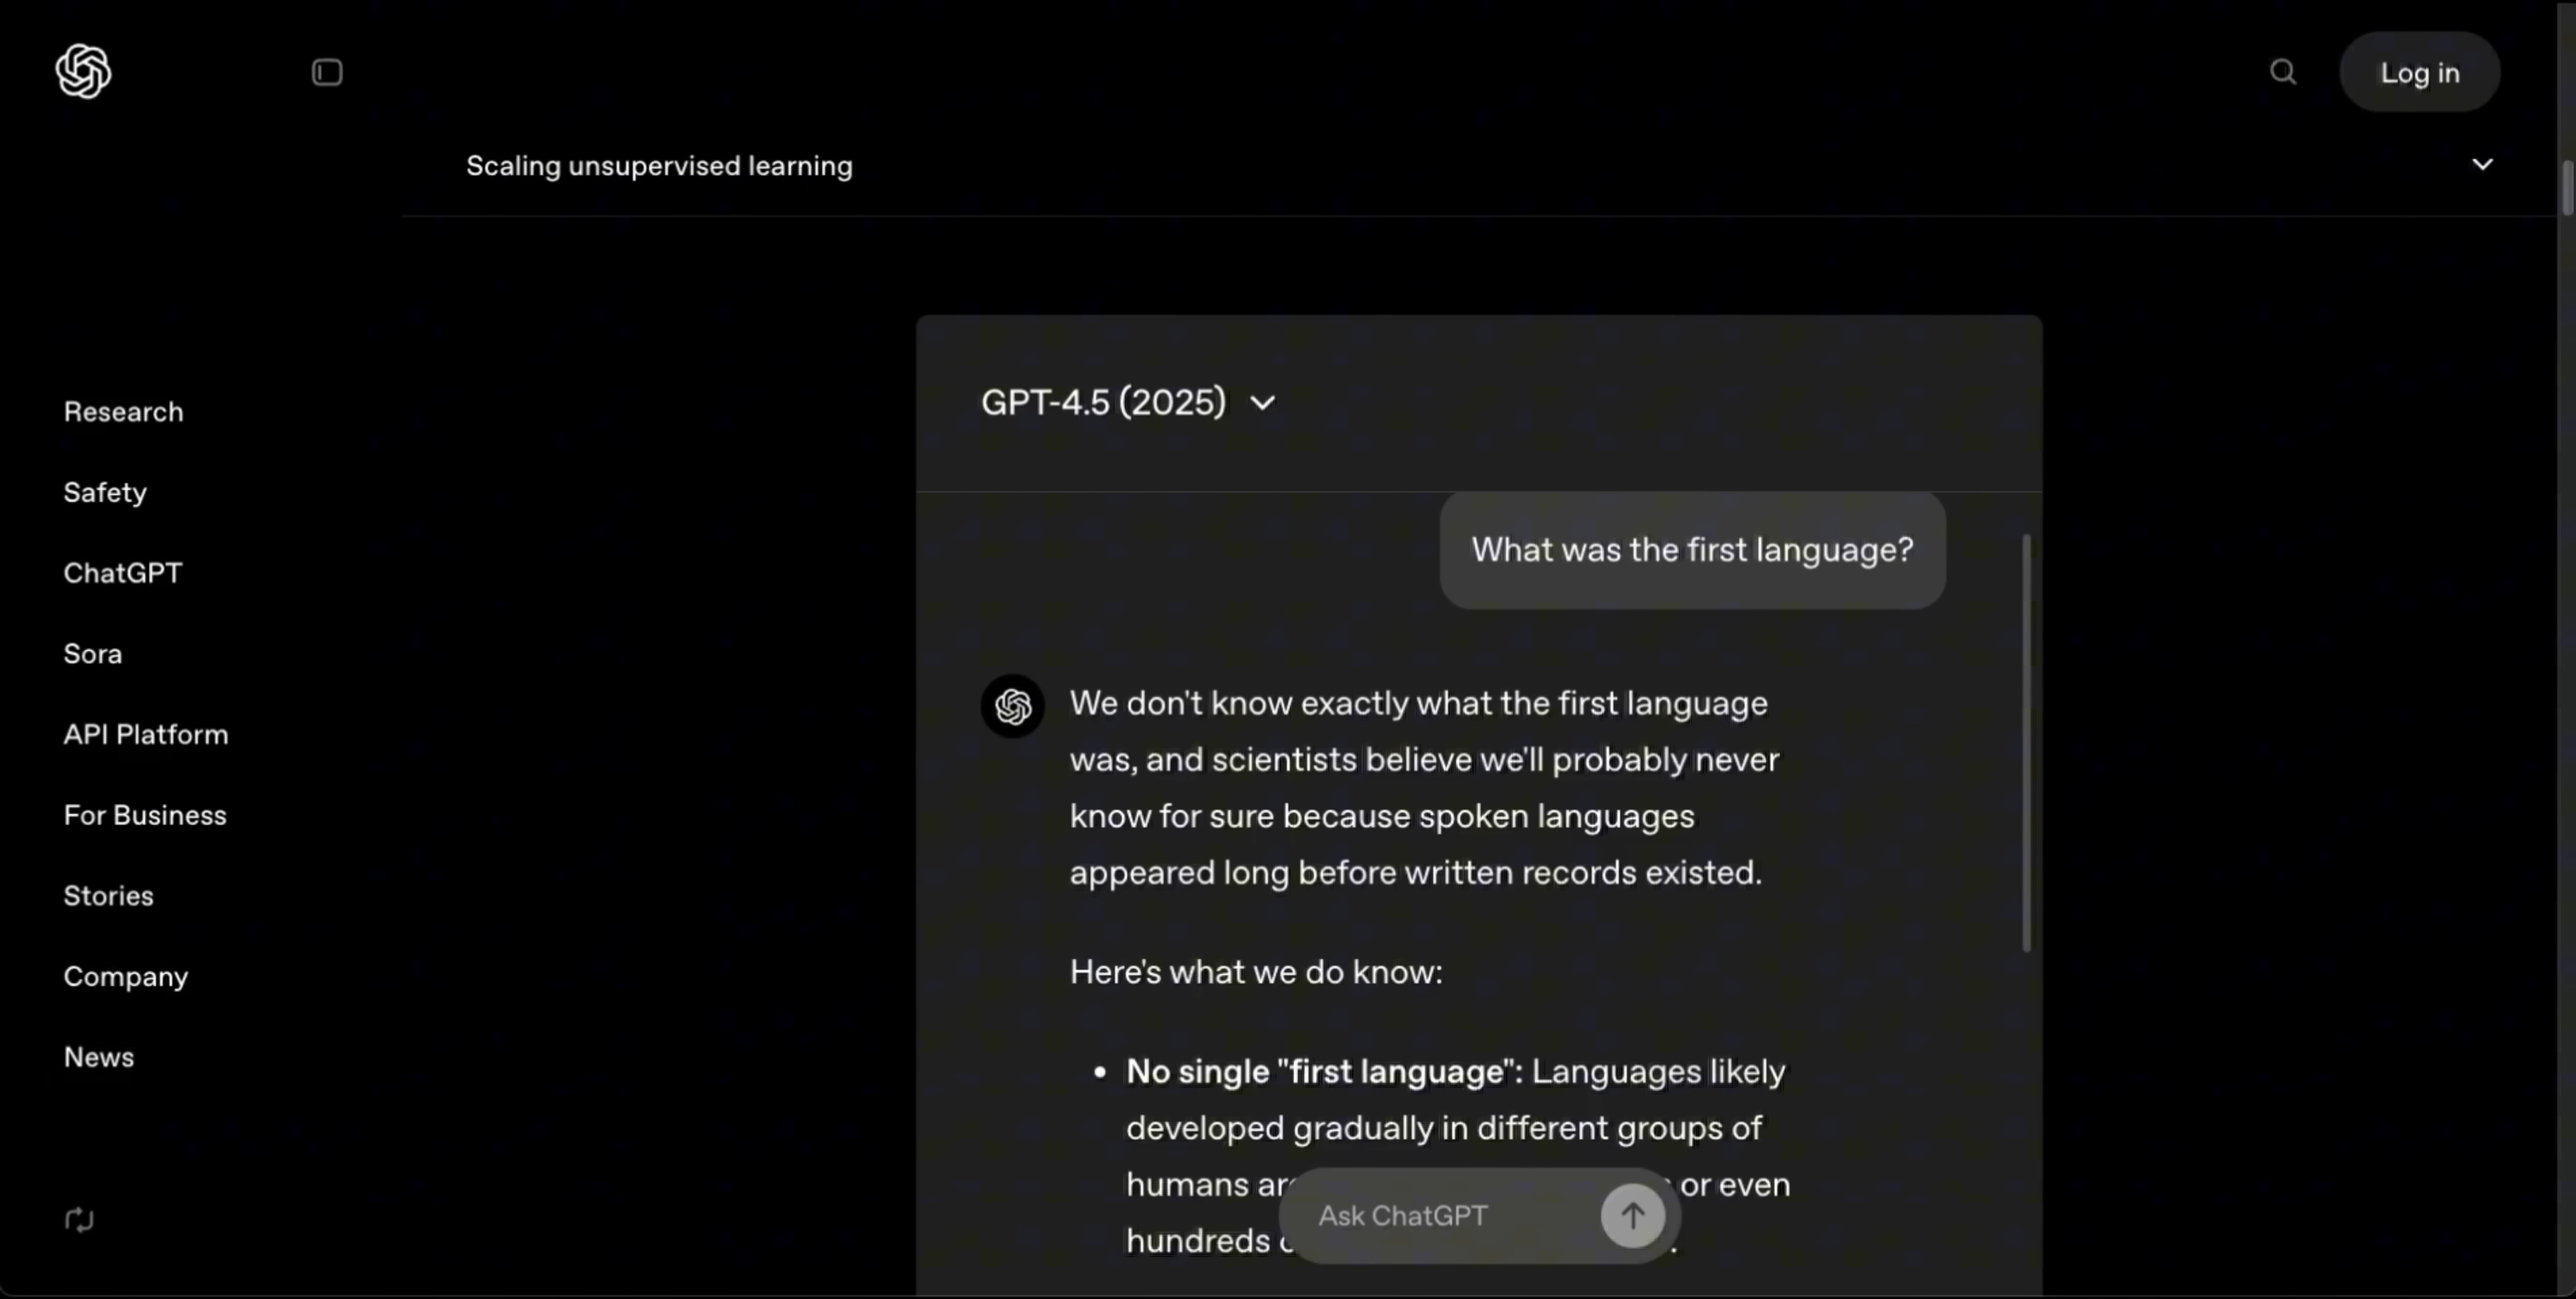 Log in
Scaling unsupervised learning
Research
Safety
ChatGPT
Sora
API Platform
For Business
Stories
Company
News
GPT-4.5 (2025)
What was the first language?
We don't know exactly what the first language
was, and scientists believe we'll probably never
know for sure because spoken languages
appeared long before written records existed.
Here's what we do know:
• No single "first language": Languages likely
developed gradually in different groups of
humans or even
hundreds .
Ask ChatGPT